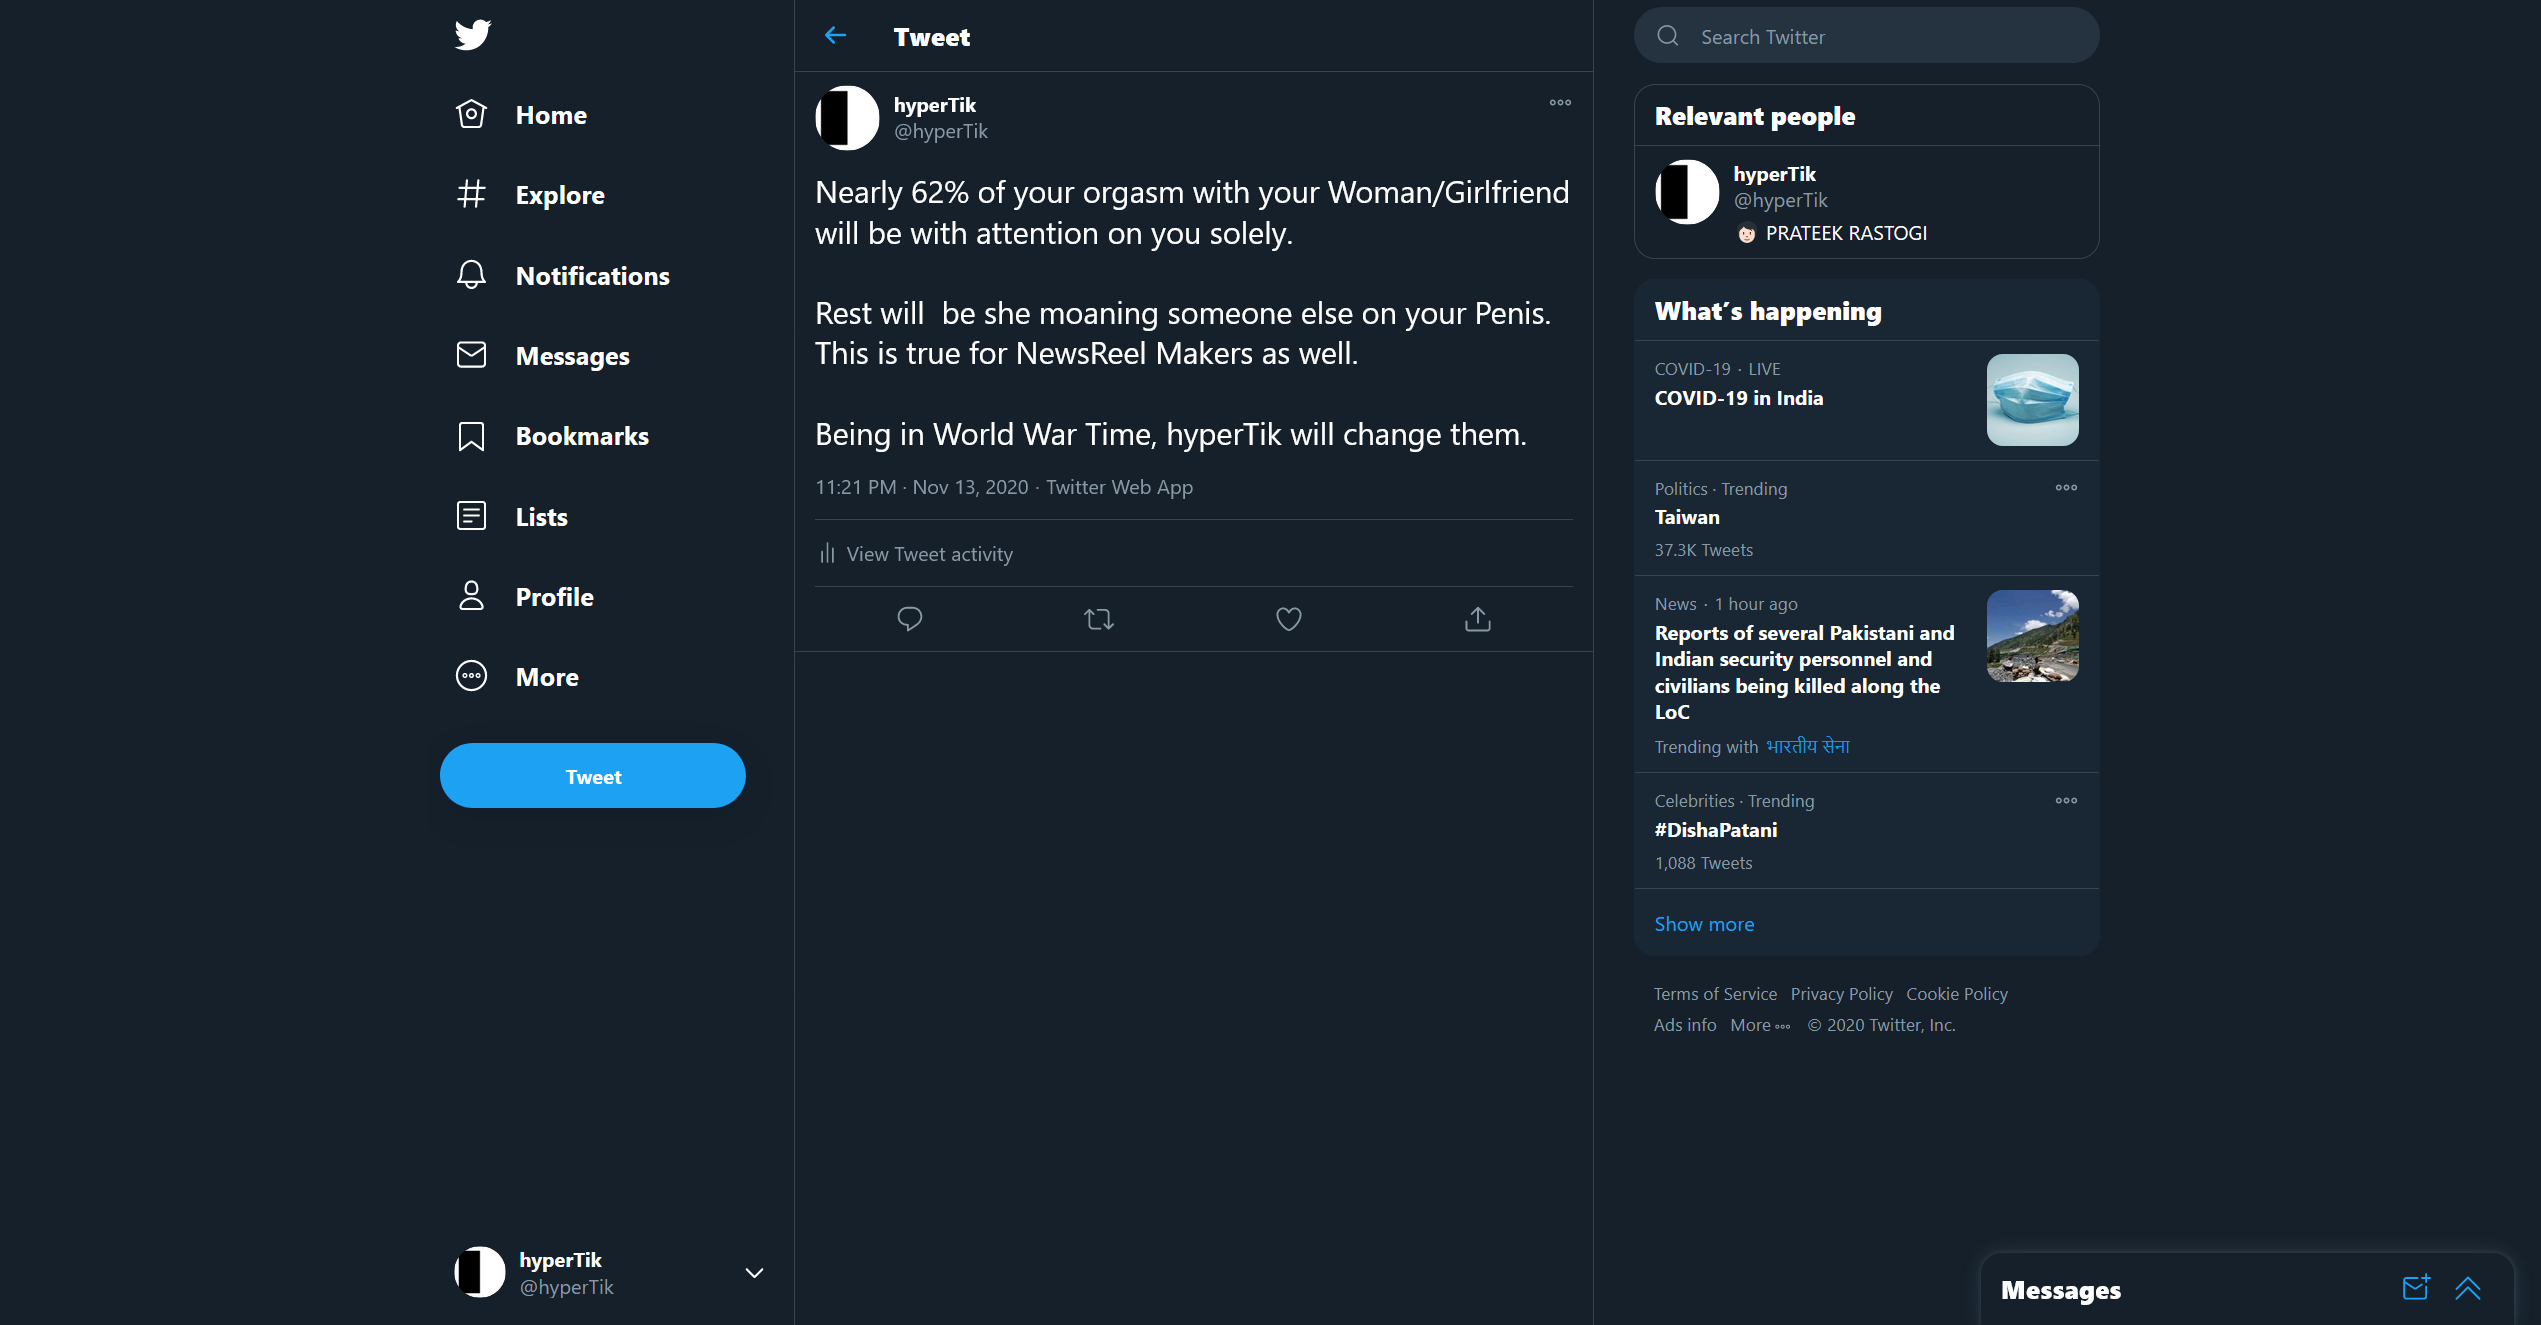 Home
Explore
Notifications
Messages
Bookmarks
Lists
Profile
More
Tweet
hyperTik
@hyperTik
Tweet
hyperTik
@hyperTik
Nearly 62% of your orgasm with your Woman/Girlfriend
will be with attention on you solely.
Rest will  be she moaning someone else on your Penis.
This is true for NewsReel Makers as well.
Being in World War Time, hyperTik will change them.
11:21 PM · Nov 13, 2020 · Twitter Web App
View Tweet activity
Search Twitter
Relevant people
hyperTik
@hyperTik
PRATEEK RASTOGI
What's happening
COVID-19 · LIVE
COVID-19 in India
Politics · Trending
Taiwan
37.3K Tweets
News · 1 hour ago
Reports of several Pakistani and
Indian security personnel and
civilians being killed along the
LoC
Trending with भारतीय सेना
Celebrities · Trending
#DishaPatani
1,088 Tweets
Show more
Terms of Service Privacy Policy Cookie Policy
Ads info More © 2020 Twitter, Inc.
Messages